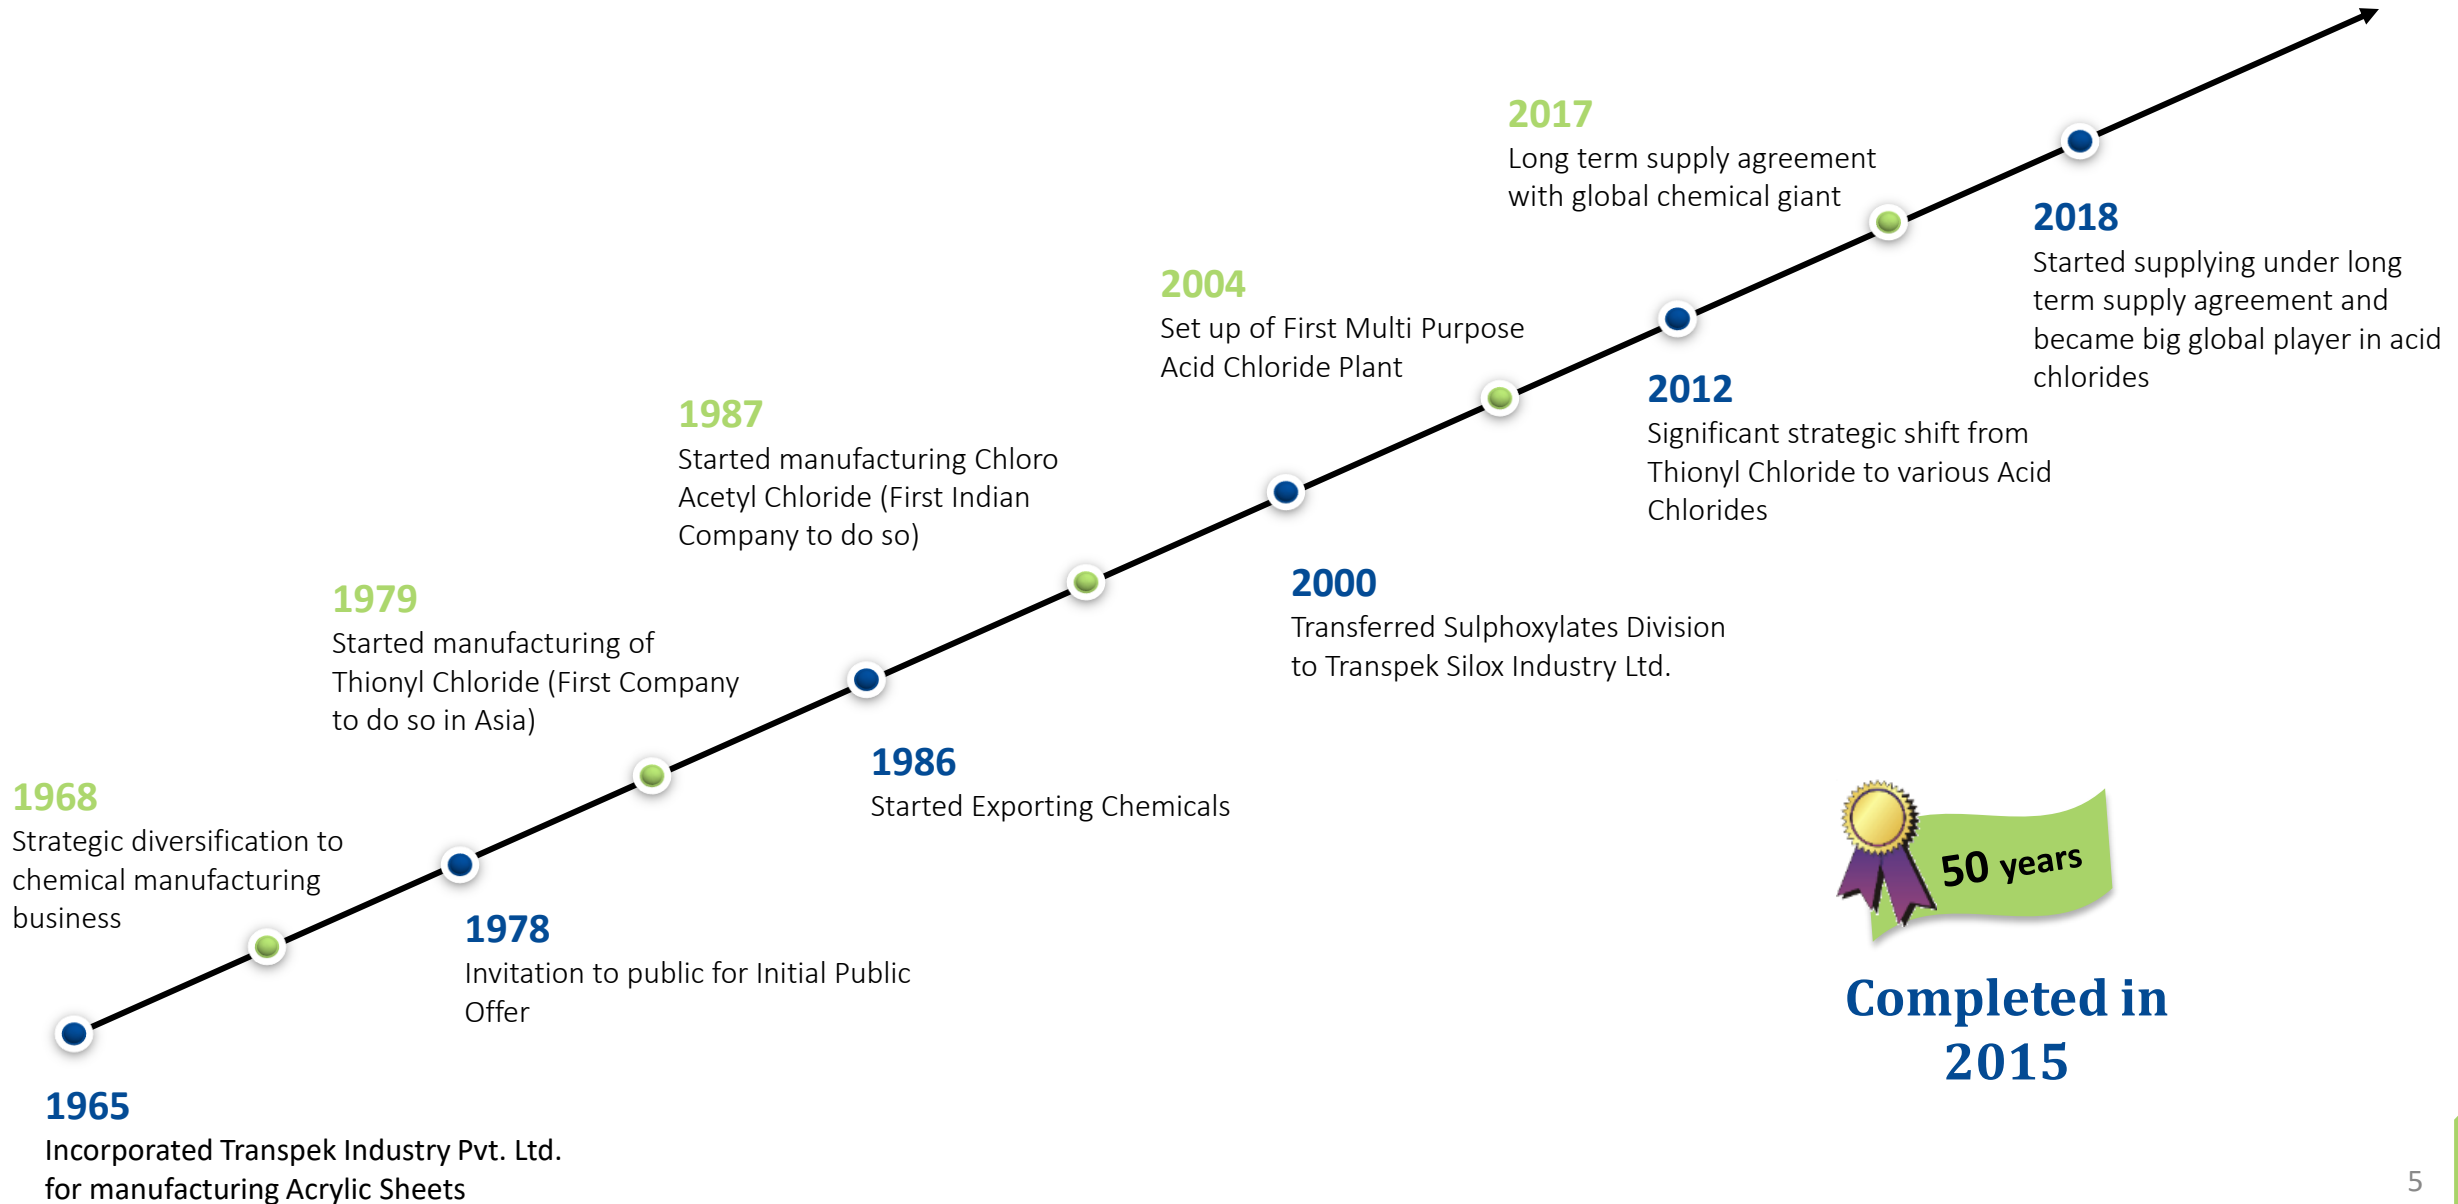 2017
Long term supply agreement
with global chemical giant
2018
Started supplying under long
term supply agreement and
became big global player in acid
chlorides
2004
Set up of First Multi Purpose
Acid Chloride Plant
2012
Significant strategic shift from
Thionyl Chloride to various Acid
Chlorides
1987
Started manufacturing Chloro
Acetyl Chloride (First Indian
Company to do so)
2000
Transferred Sulphoxylates Division
to Transpek Silox Industry Ltd.
1979
Started manufacturing of
Thionyl Chloride (First Company
to do so in Asia)
1986
Started Exporting Chemicals
1968
Strategic diversification to
chemical manufacturing
business
1978
Invitation to public for Initial Public
Offer
1965
Incorporated Transpek Industry Pvt. Ltd.
for manufacturing Acrylic Sheets
50 years
Completed in
2015
5